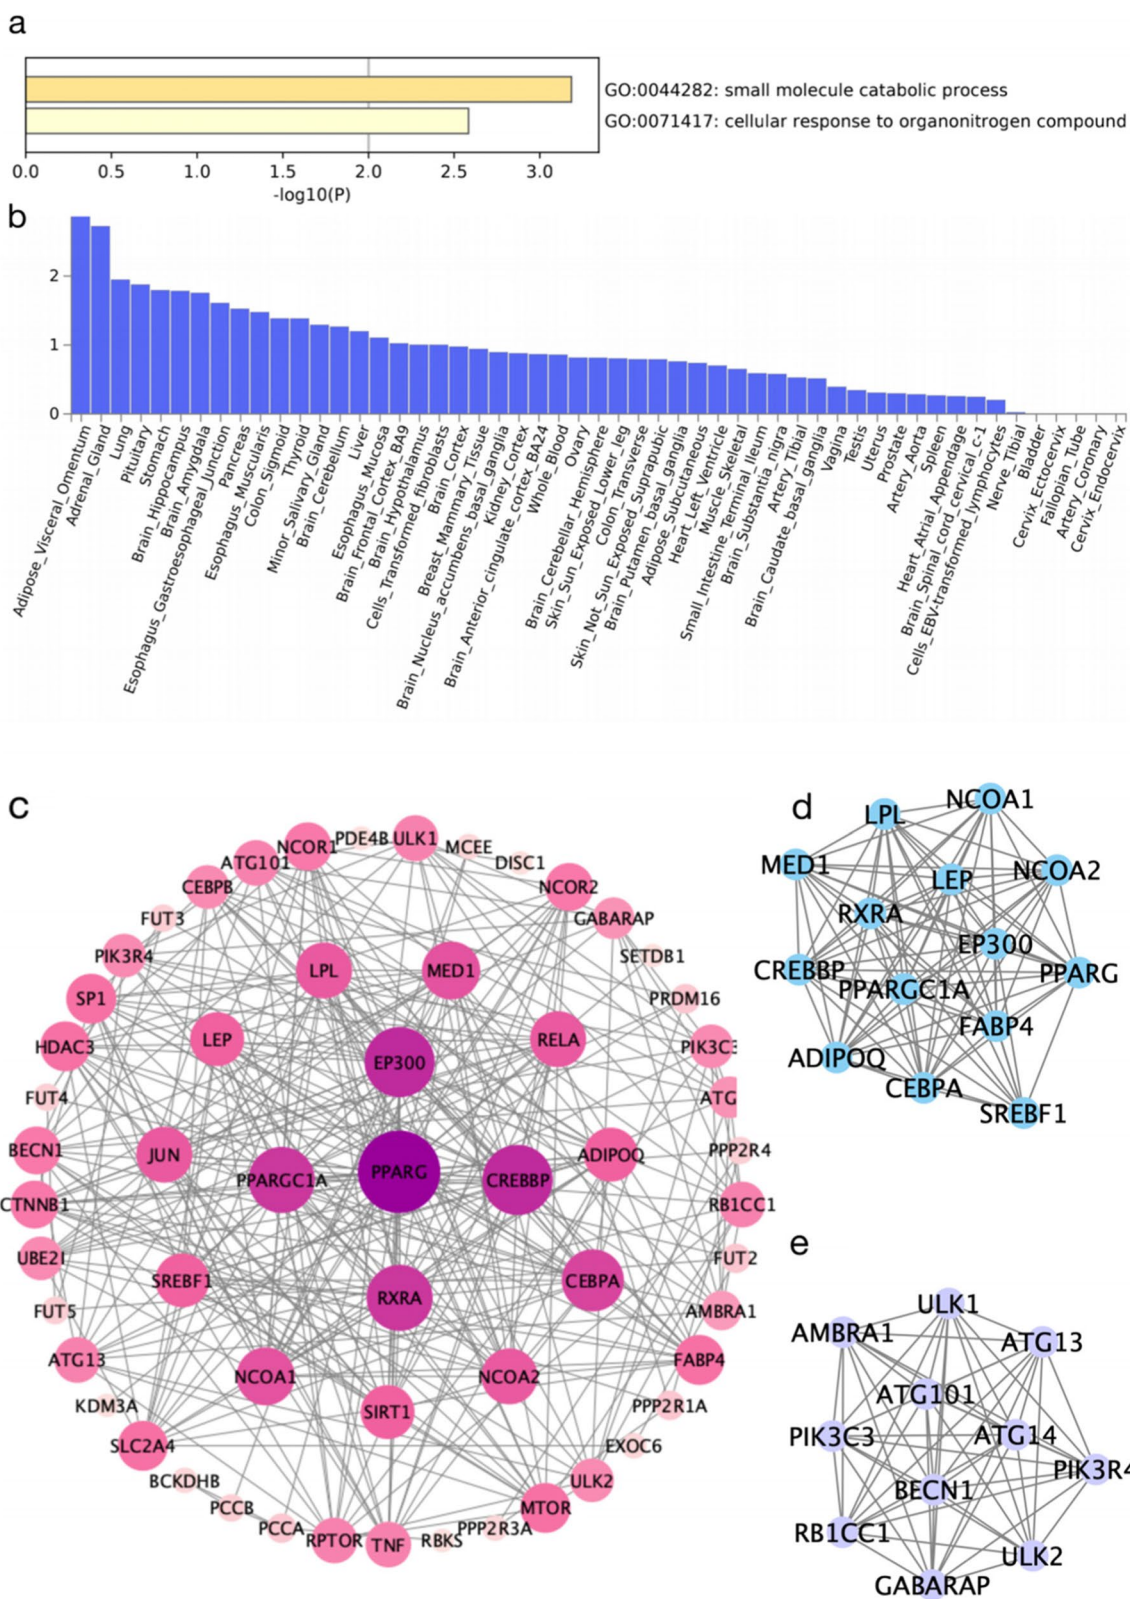 a
GO:0044282: small molecule catabolic process
GO:0071417: cellular response to organonitrogen compound
0.0 0.5 1.0 1.5 2.0 2.5 3.0
-log10(P)
b
2
1
0
Adipose_Visceral_Omentum
Adrenal_Gland
Lung
Pituitary
Stomach
Brain_Hippocampus
Brain_Amygdala
Esophagus_Gastroesophageal_Junction
Pancreas
Esophagus_Muscularis
Colon_Sigmoid
Thyroid
Minor_Salivary_Gland
Brain_Cerebellum
Liver
Esophagus_Mucosa
Brain_Frontal_Cortex_BA9
Brain_Hypothalamus
Cells_Transformed_fibroblasts
Brain_Cortex
Breast_Mammary_Tissue
Brain_Nucleus_accumbens_basal_ganglia
Kidney_Cortex
Brain_Anterior_cingulate_cortex_BA24
Whole_Blood
Ovary
Brain_Cerebellar_Hemisphere
Skin_Sun_Exposed_Lower_leg
Colon_Transverse
Skin_Not_Sun_Exposed_Suprapubic
Brain_Putamen_basal_ganglia
Adipose_Subcutaneous
Heart_Left_Ventricle
Muscle_Skeletal
Small_Intestine_Terminal_Ileum
Brain_Substantia_nigra
Artery_Tibial
Brain_Caudate_basal_ganglia
Vagina
Testis
Uterus
Prostate
Artery_Aorta
Spleen
Heart_Atrial_Appendage
Brain_Spinal_cord_cervical_c-1
Cells_EBV-transformed_lymphocytes
Nerve_Tibial
Bladder
Cervix_Ectocervix
Fallopian_Tube
Artery_Coronary
Cervix_Endocervix
c
PDE4B
ULK1
NCOR1
MCEE
ATG101
DISC1
CEBPB
NCOR2
FUT3
GABARAP
PIK3R4
SETDB1
LPL
MED1
SP1
PRDM16
LEP
RELA
HDAC3
PIK3C3
EP300
FUT4
ATG
BECN1
JUN
ADIPOQ
PPP2R4
PPARGC1A
PPARG
CREBBP
CTNNB1
RB1CC1
UBE2I
FUT2
SREBF1
CEBPA
RXRA
FUT5
AMBRA1
ATG13
FABP4
NCOA1
NCOA2
KDM3A
SIRT1
PPP2R1A
SLC2A4
EXOC6
BCKDHB
ULK2
PCCB
MTOR
PCCA
PPP2R3A
RPTOR
TNF
RBKS
d
NCOA1
LPL
MED1
NCOA2
LEP
RXRA
EP300
CREBBP
PPARG
PPARGC1A
FABP4
ADIPOQ
CEBPA
SREBF1
e
ULK1
AMBRA1
ATG13
ATG101
PIK3C3
ATG14
PIK3R4
BECN1
RB1CC1
ULK2
GABARAP